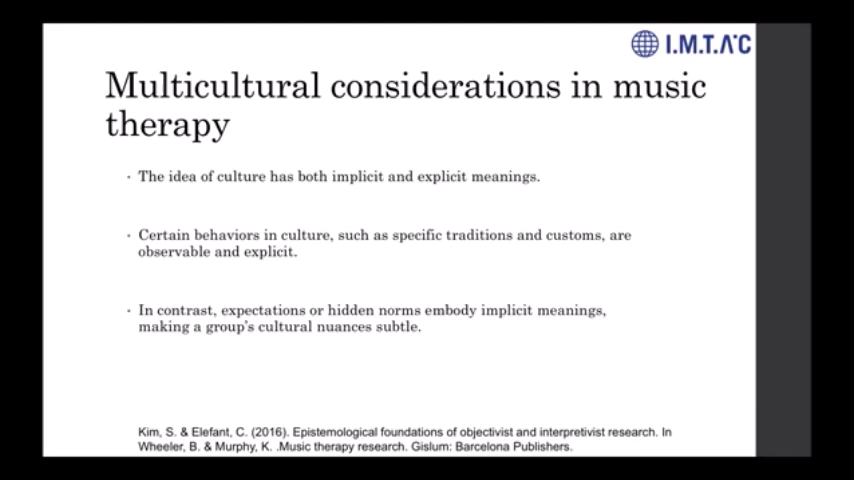 I.M.T.A'C
Multicultural considerations in music
therapy
· The idea of culture has both implicit and explicit meanings.
· Certain behaviors in culture, such as specific traditions and customs, are
observable and explicit.
· In contrast, expectations or hidden norms embody implicit meanings,
making a group's cultural nuances subtle.
Kim, S. & Elefant, C. (2016). Epistemological foundations of objectivist and interpretivist research. In
Wheeler, B. & Murphy, K. .Music therapy research. Gislum: Barcelona Publishers.